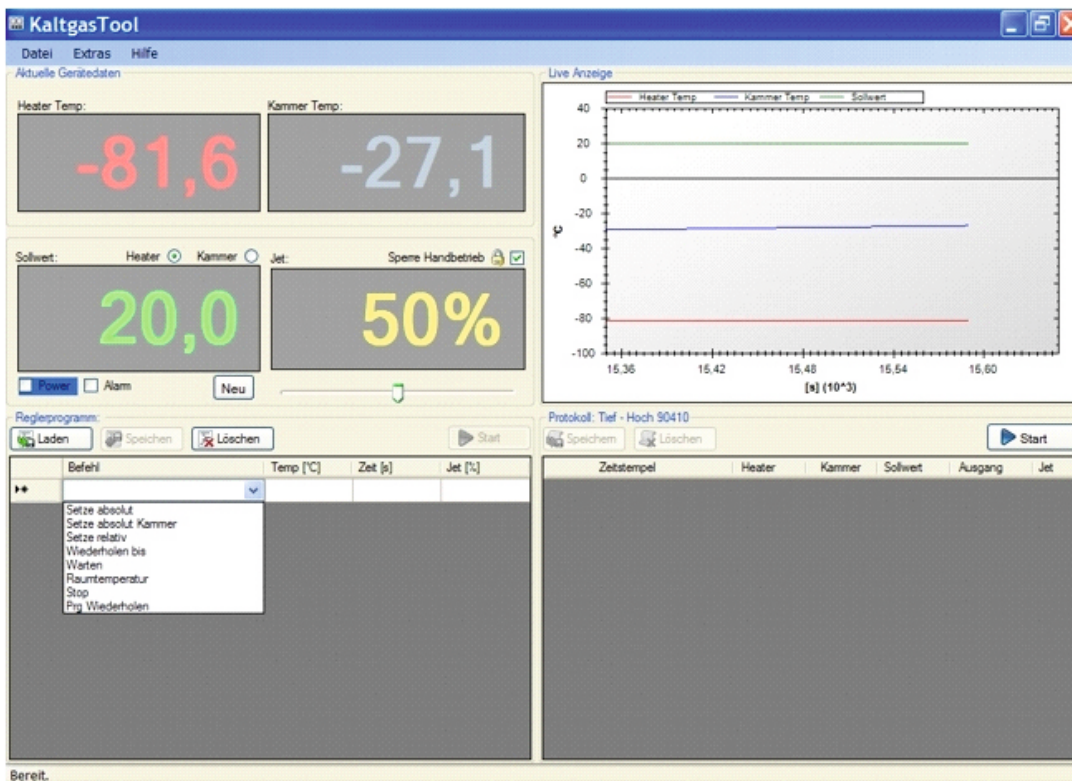 KaltgasTool
Datei Extras Hilfe
Aktuelle Gerätedaten
Heater Temp:
-81,6
Kammer Temp:
-27,1
Sollwert: Heater Kammer
20,0
Power Alarm Neu
Jet: Sperre Handbetrieb
50%
Live Anzeige
Heater Temp Kammer Temp Sollwert
40
20
0
-20
-40
-60
-80
-100
°C
15,36 15,42 15,48 15,54 15,60
[s] (10^3)
Reglerprogramm:
Laden Speichen Löschen Start
Befehl Temp [°C] Zeit [s] Jet [%]
Setze absolut
Setze absolut Kammer
Setze relativ
Wiederholen bis
Warten
Raumtemperatur
Stop
Prg Wiederholen
Protokoll: Tief - Hoch 90410
Speichern Löschen Start
Zeitstempel Heater Kammer Sollwert Ausgang Jet
Bereit.